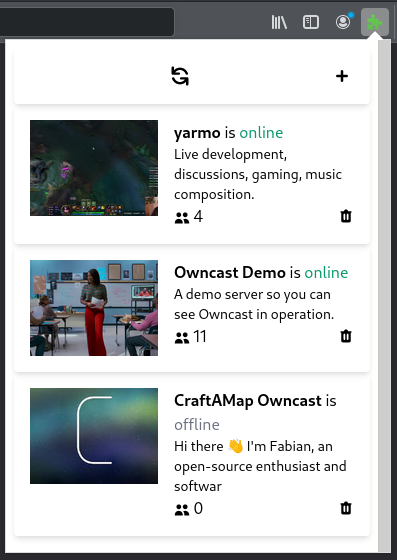 yarmo is online
Live development,
discussions, gaming, music
composition.
4
Owncast Demo is online
A demo server so you can
see Owncast in operation.
11
CraftAMap Owncast is
offline
Hi there 👋 I'm Fabian, an
open-source enthusiast and
softwar
0